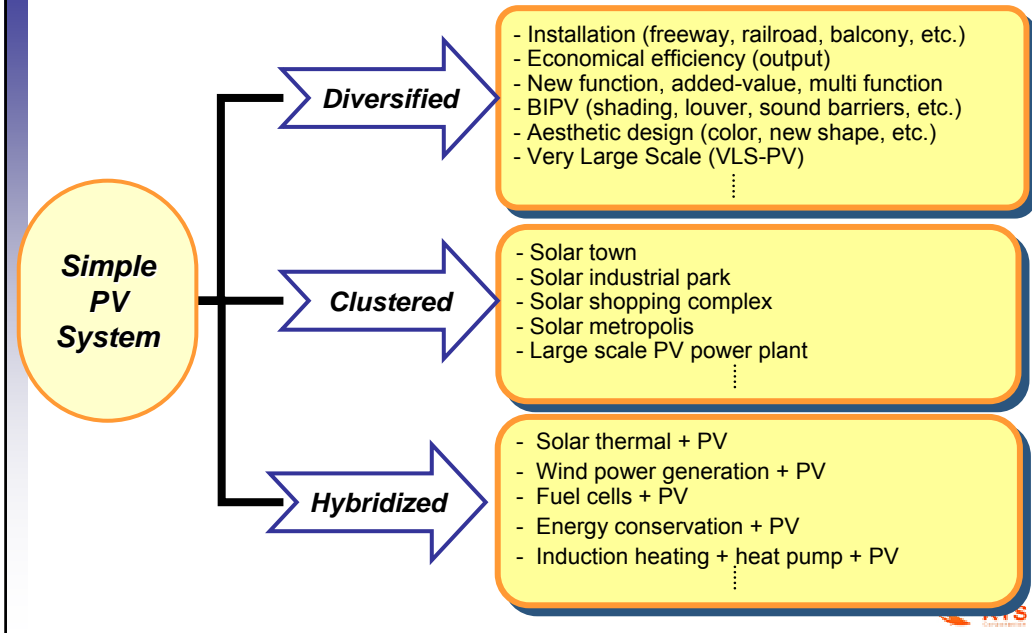 Simple
PV
System
Diversified
- Installation (freeway, railroad, balcony, etc.)
- Economical efficiency (output)
- New function, added-value, multi function
- BIPV (shading, louver, sound barriers, etc.)
- Aesthetic design (color, new shape, etc.)
- Very Large Scale (VLS-PV)
Clustered
- Solar town
- Solar industrial park
- Solar shopping complex
- Solar metropolis
- Large scale PV power plant
Hybridized
- Solar thermal + PV
- Wind power generation + PV
- Fuel cells + PV
- Energy conservation + PV
- Induction heating + heat pump + PV